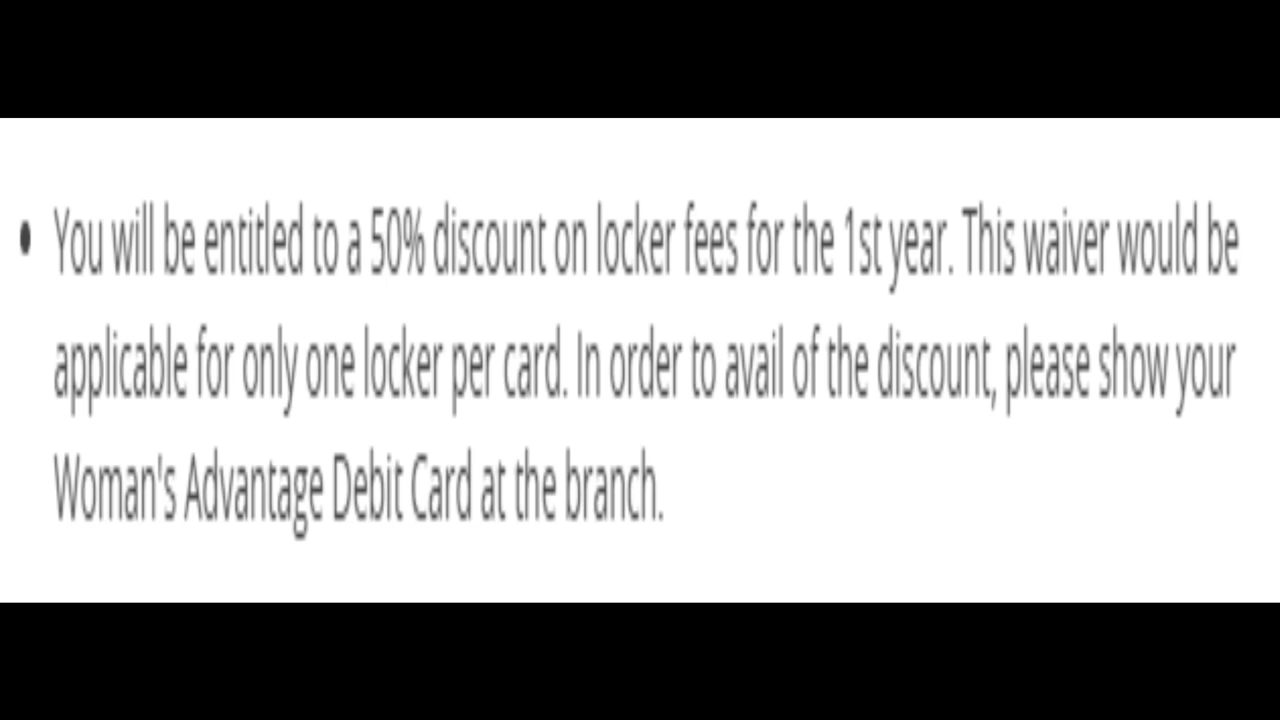 • You will be entitled to a 50% discount on locker fees for the 1st year. This waiver would be
applicable for only one locker per card. In order to avail of the discount, please show your
Woman's Advantage Debit Card at the branch.